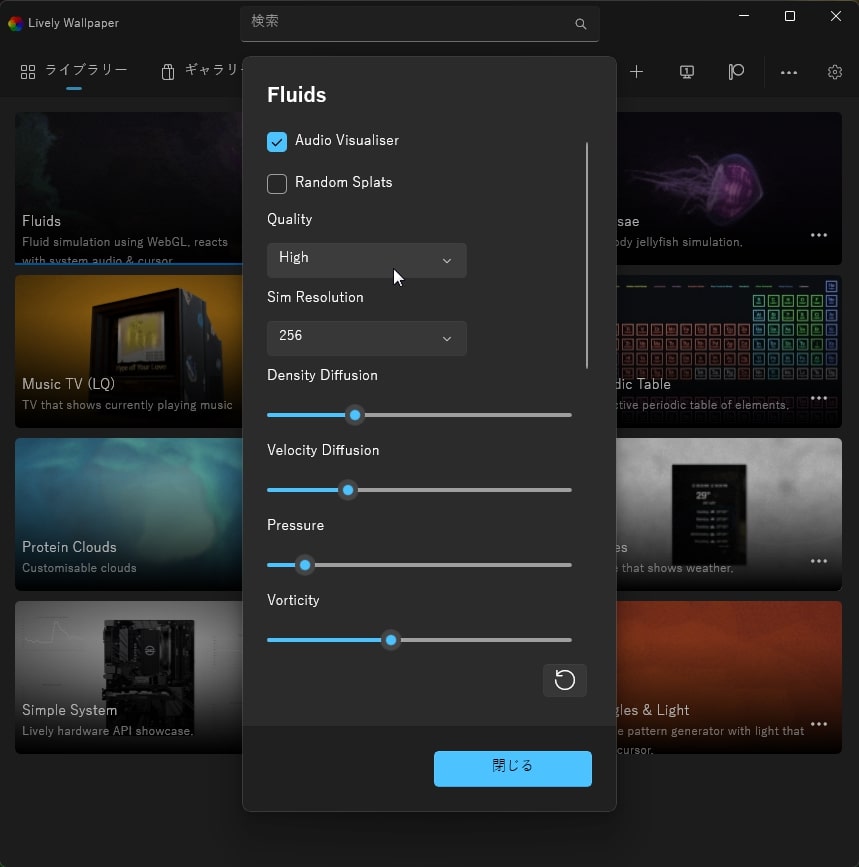 Lively Wallpaper
検索
ライブラリー
ギャラリ
Fluids
Audio Visualiser
Random Splats
Quality
High
Sim Resolution
256
Density Diffusion
Velocity Diffusion
Pressure
Vorticity
閉じる
Fluids
Fluid simulation using WebGL, reacts
with system audio & cursor
sae
ody jellyfish simulation.
Music TV (LQ)
TV that shows currently playing music
dic Table
ctive periodic table of elements.
Protein Clouds
Customisable clouds
29°
es
e that shows weather.
Simple System
Lively hardware API showcase.
gles & Light
e pattern generator with light that
cursor.